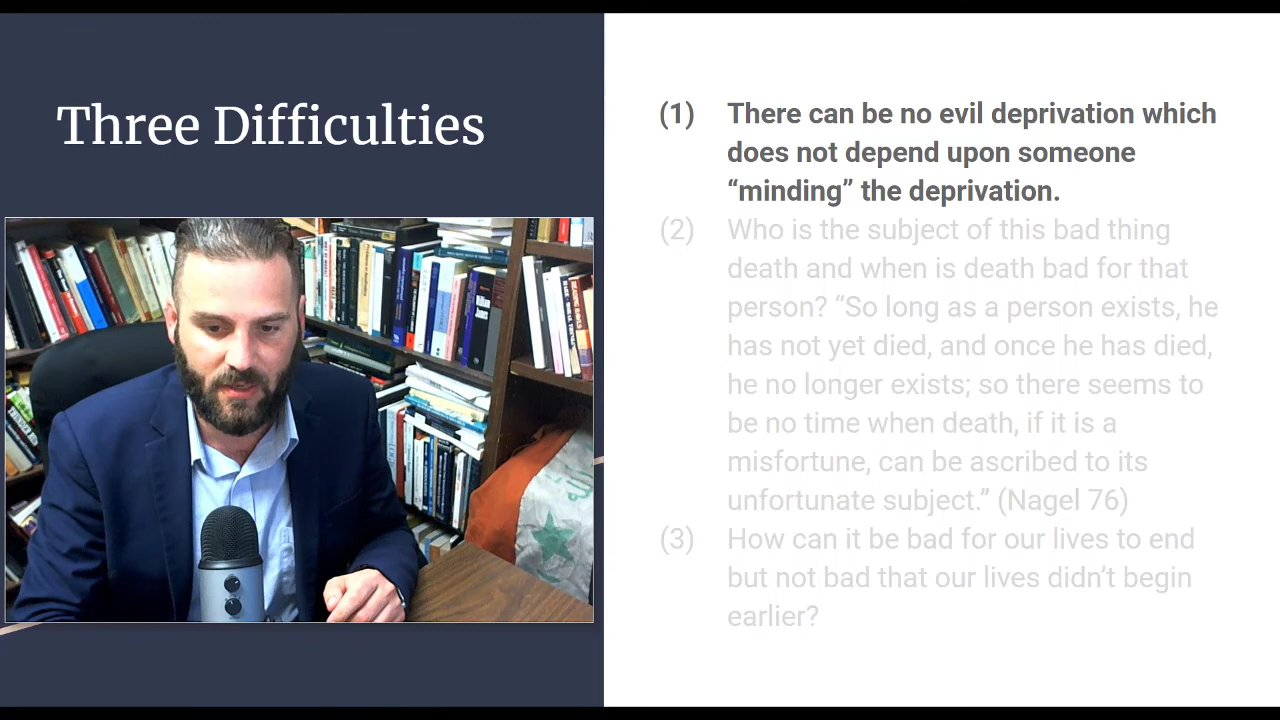 Three Difficulties
(1) There can be no evil deprivation which
does not depend upon someone
“minding” the deprivation.
(2) Who is the subject of this bad thing
death and when is death bad for that
person? “So long as a person exists, he
has not yet died, and once he has died,
he no longer exists; so there seems to
be no time when death, if it is a
misfortune, can be ascribed to its
unfortunate subject.” (Nagel 76)
(3) How can it be bad for our lives to end
but not bad that our lives didn’t begin
earlier?